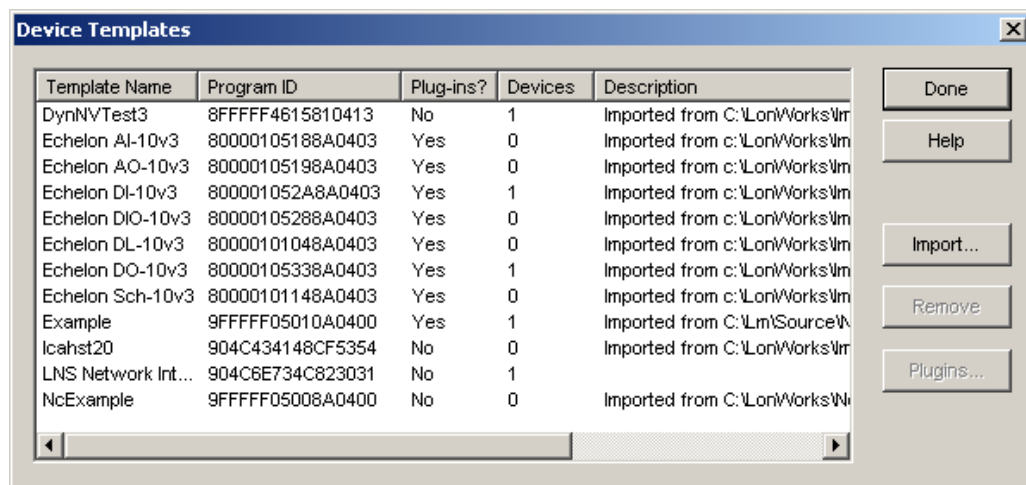 Device Templates
Template Name Program ID Plug-ins? Devices Description
DynNVTest3 8FFFFF4615810413 No 1 Imported from C:\LonWorks\Im
Echelon AI-10v3 80000105188A0403 Yes 0 Imported from c:\LonWorks\Im
Echelon AO-10v3 80000105198A0403 Yes 0 Imported from c:\LonWorks\Im
Echelon DI-10v3 800001052A8A0403 Yes 1 Imported from c:\LonWorks\Im
Echelon DIO-10v3 80000105288A0403 Yes 0 Imported from c:\LonWorks\Im
Echelon DL-10v3 80000101048A0403 Yes 0 Imported from c:\LonWorks\Im
Echelon DO-10v3 80000105338A0403 Yes 1 Imported from c:\LonWorks\Im
Echelon Sch-10v3 80000101148A0403 Yes 0 Imported from c:\LonWorks\Im
Example 9FFFFF05010A0400 Yes 1 Imported from C:\Lm\Source\N
Icahst20 904C434148CF5354 No 0 Imported from C:\LonWorks\Im
LNS Network Int... 904C6E734C823031 No 1
NcExample 9FFFFF05008A0400 No 0 Imported from C:\LonWorks\Ne
Done
Help
Import...
Remove
Plugins...